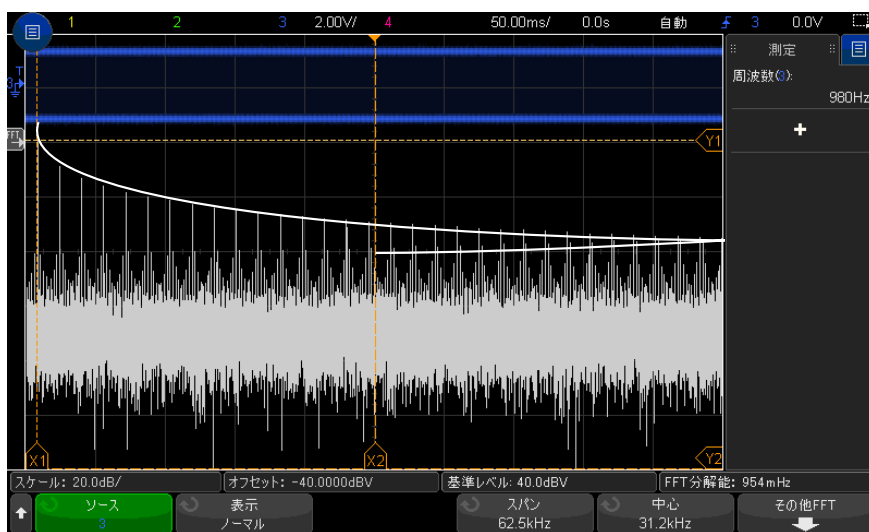 1 2 3 2.00V/ 4 50.00ms/ 0.0s 自動 3 0.0V
測定
周波数(3):
980Hz
+
T
3
FFT
Y1
X1
X2
Y2
スケール: 20.0dB/ オフセット: -40.0000dBV 基準レベル: 40.0dBV FFT分解能: 954mHz
ソース
3
表示
ノーマル
スパン
62.5kHz
中心
31.2kHz
その他FFT